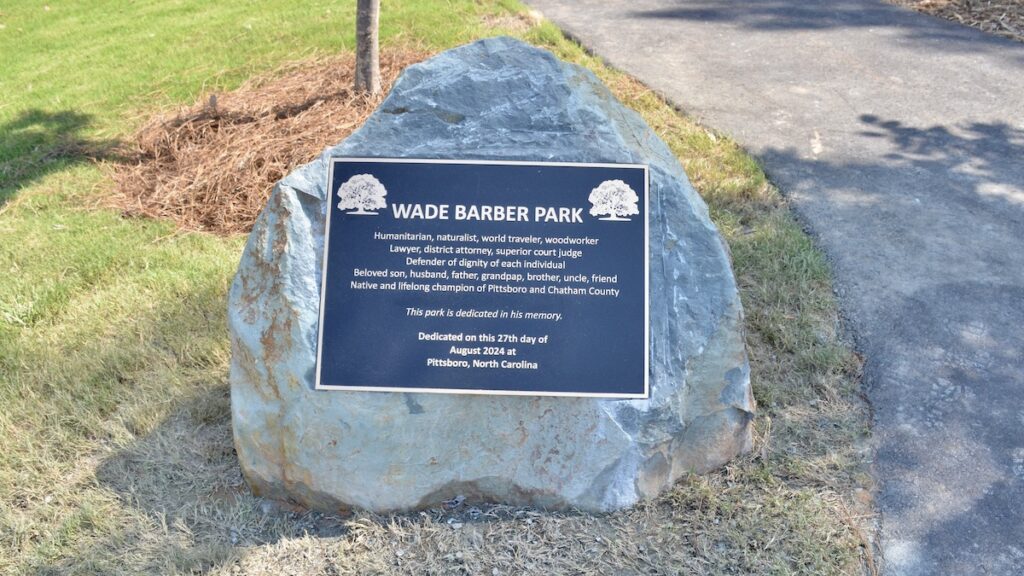 WADE BARBER PARK
Humanitarian, naturalist, world traveler, woodworker
Lawyer, district attorney, superior court judge
Defender of dignity of each individual
Beloved son, husband, father, grandpap, brother, uncle, friend
Native and lifelong champion of Pittsboro and Chatham County
This park is dedicated in his memory.
Dedicated on this 27th day of
August 2024 at
Pittsboro, North Carolina